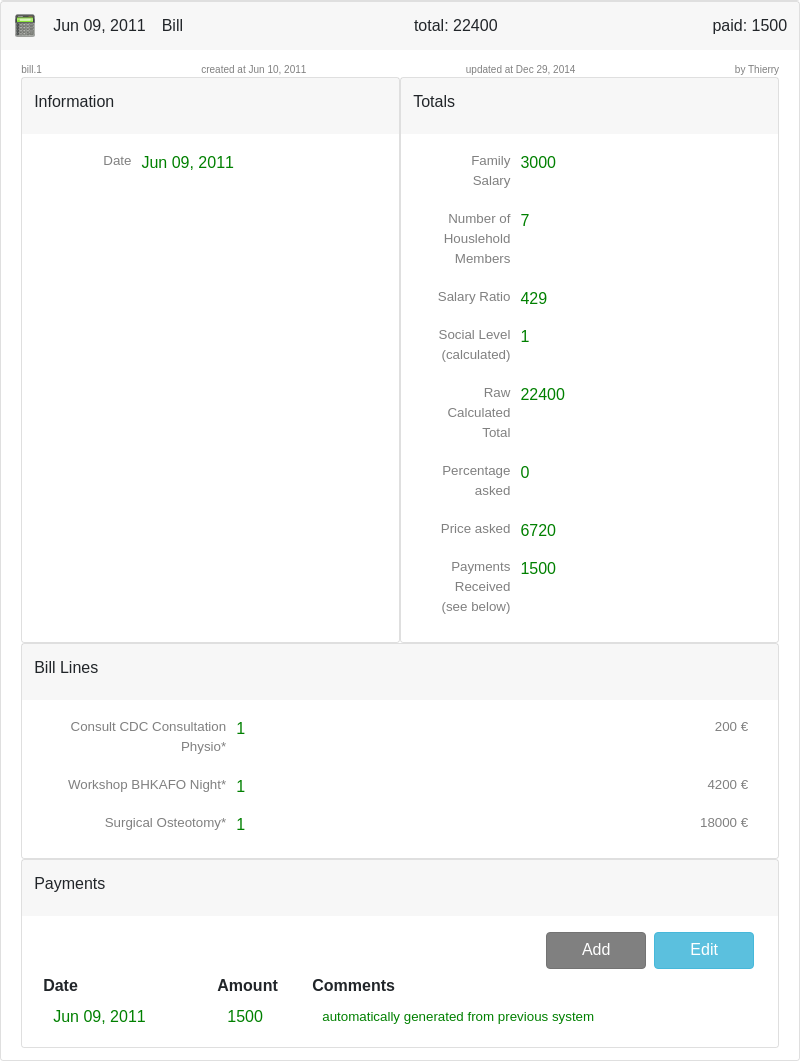 Jun 09, 2011 Bill total: 22400 paid: 1500
bill.1 created at Jun 10, 2011 updated at Dec 29, 2014 by Thierry
Information
Date Jun 09, 2011
Totals
Family
Salary
3000
Number of
Houslehold
Members
7
Salary Ratio 429
Social Level
(calculated)
1
Raw
Calculated
Total
22400
Percentage
asked
0
Price asked 6720
Payments
Received
(see below)
1500
Bill Lines
Consult CDC Consultation
Physio*
1 200 €
Workshop BHKAFO Night* 1 4200 €
Surgical Osteotomy* 1 18000 €
Payments
Add Edit
Date Amount Comments
Jun 09, 2011 1500 automatically generated from previous system